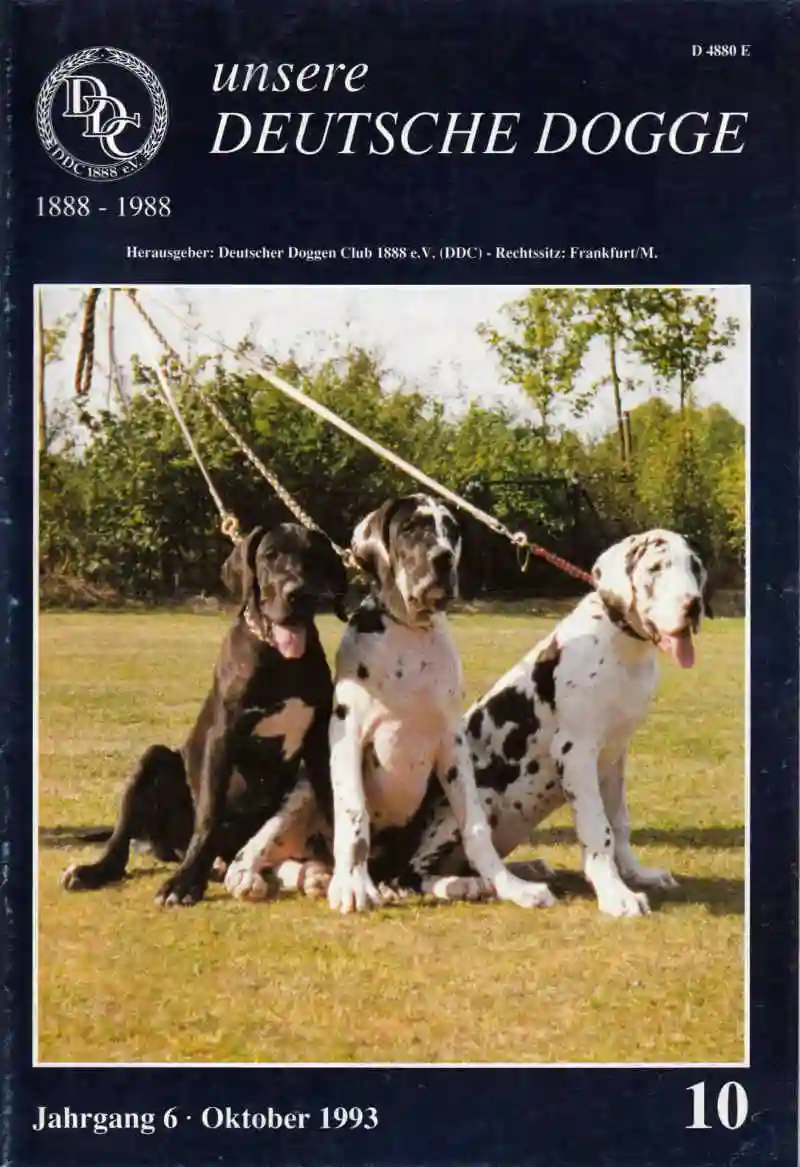 D 4880 E
unsere
DEUTSCHE DOGGE
DDC
DDC 1888 e.V.
1888 - 1988
Herausgeber: Deutscher Doggen Club 1888 e.V. (DDC) - Rechtssitz: Frankfurt/M.
Jahrgang 6 · Oktober 1993
10